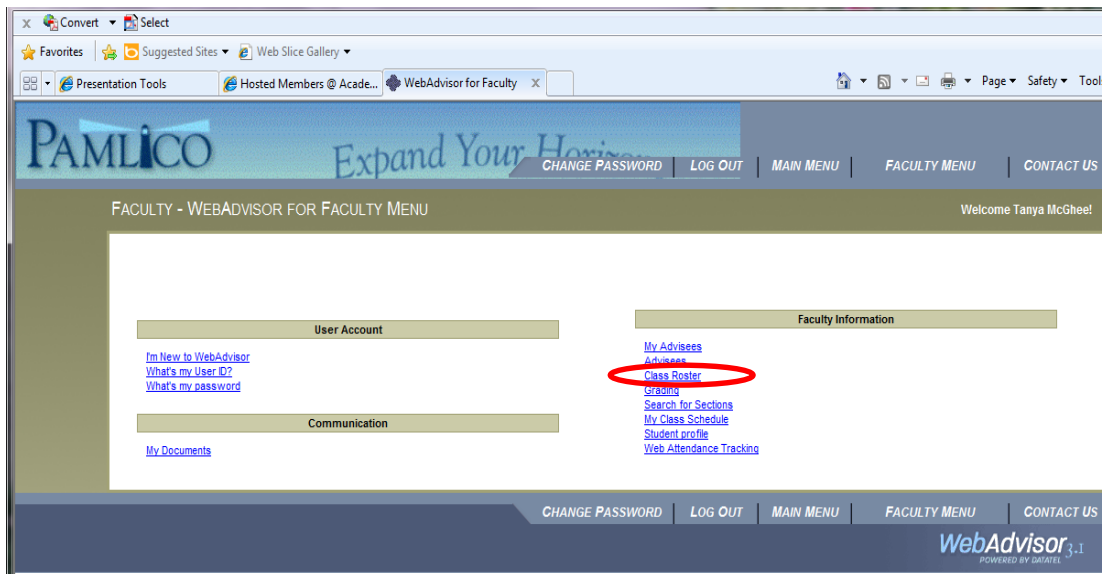 x Convert Select
Favorites Suggested Sites Web Slice Gallery
Presentation Tools Hosted Members @ Acade... WebAdvisor for Faculty X Page Safety Tools
PAMLICO Expand Your Horizon
CHANGE PASSWORD LOG OUT MAIN MENU FACULTY MENU CONTACT US
FACULTY - WEBADVISOR FOR FACULTY MENU Welcome Tanya McGhee!
User Account
I'm New to WebAdvisor
What's my User ID?
What's my password
Communication
My Documents
Faculty Information
My Advisees
Advisees
Class Roster
Grading
Search for Sections
My Class Schedule
Student profile
Web Attendance Tracking
CHANGE PASSWORD LOG OUT MAIN MENU FACULTY MENU CONTACT US
WebAdvisor 3.1
POWERED BY DATATEL